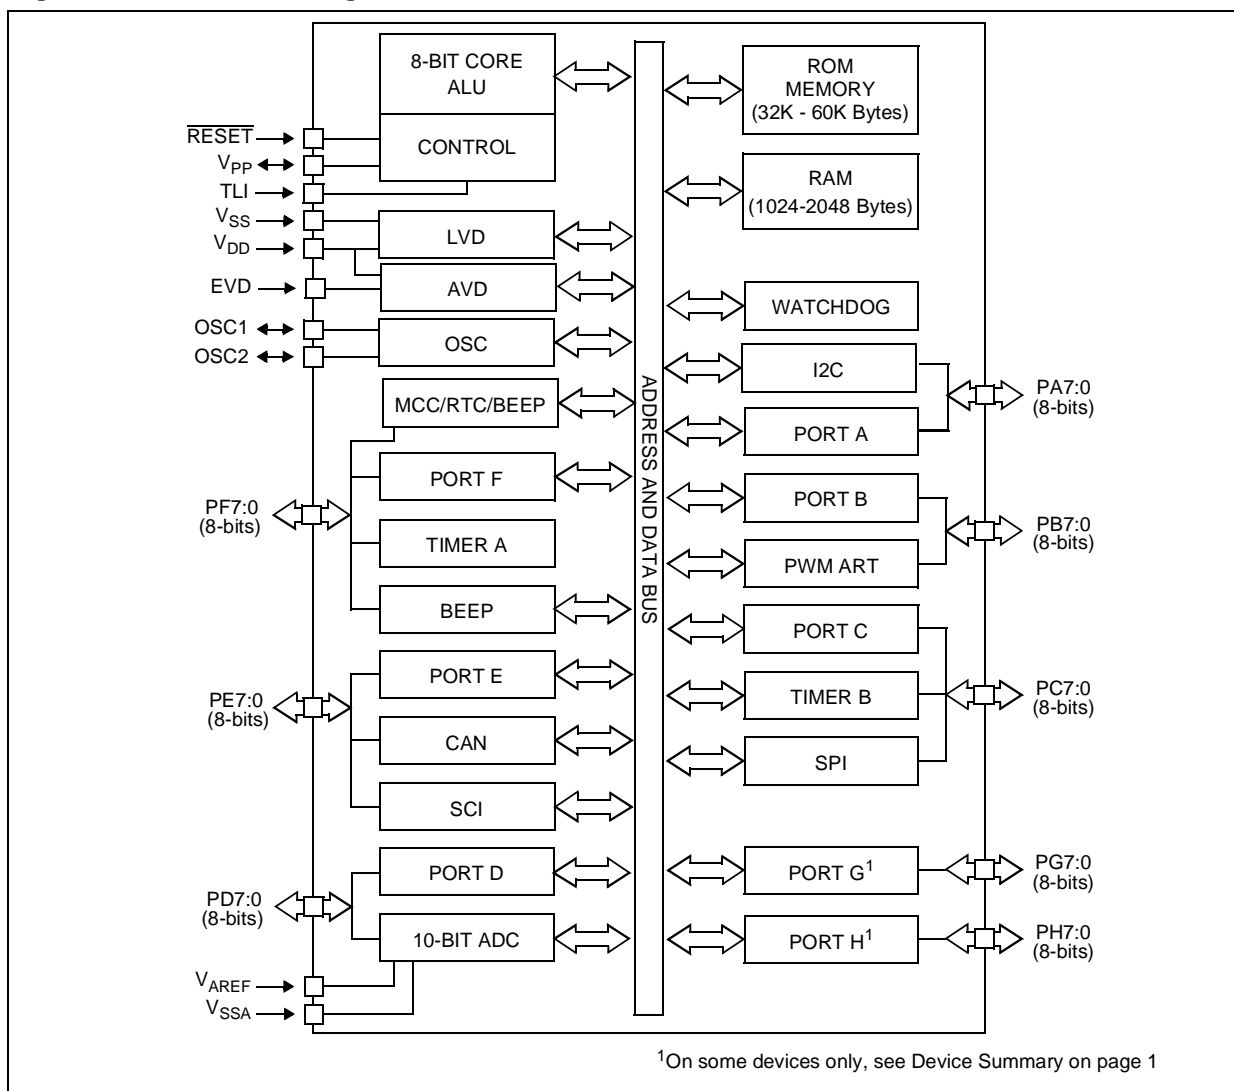 8-BIT CORE
ALU
CONTROL
RESET
VPP
TLI
VSS
VDD
EVD
OSC1
OSC2
LVD
AVD
OSC
MCC/RTC/BEEP
PORT F
TIMER A
BEEP
PF7:0
(8-bits)
PORT E
CAN
SCI
PE7:0
(8-bits)
PORT D
10-BIT ADC
PD7:0
(8-bits)
VAREF
VSSA
ADDRESS AND DATA BUS
ROM
MEMORY
(32K - 60K Bytes)
RAM
(1024-2048 Bytes)
WATCHDOG
I2C
PORT A
PA7:0
(8-bits)
PORT B
PWM ART
PB7:0
(8-bits)
PORT C
TIMER B
SPI
PC7:0
(8-bits)
PORT G1
PG7:0
(8-bits)
PORT H1
PH7:0
(8-bits)
1On some devices only, see Device Summary on page 1